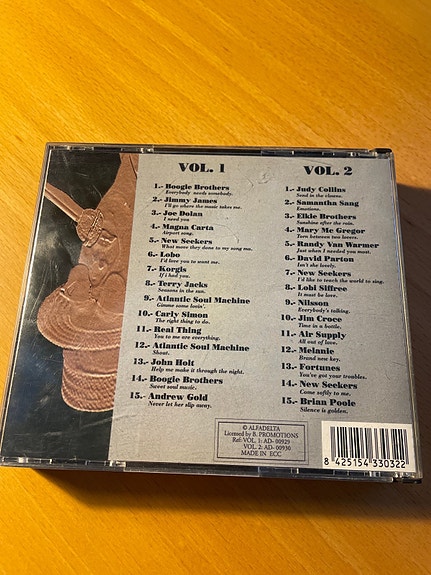 VOL. 1
1.- Boogie Brothers
Everybody needs somebody.
2.- Jimmy James
I'll go where the music takes me.
3.- Joe Dolan
I need you
4.- Magna Carta
Airport song.
5.- New Seekers
What move they done to my song ma.
6.- Lobo
I'd love you to want me.
7.- Korgis
If i had you.
8.- Terry Jacks
Seasons in the sun.
9.- Atlantic Soul Machine
Gimme some lovin'.
10.- Carly Simon
The right thing to do.
11.- Real Thing
You to me are everything.
12.- Atlantic Soul Machine
Shout.
13.- John Holt
Help me make it through the night.
14.- Boogie Brothers
Sweet soul music.
15.- Andrew Gold
Never let her slip away.
VOL. 2
1.- Judy Collins
Send in the clowns.
2.- Samantha Sang
Emotions.
3.- Elkie Brothers
Sunshine after the rain.
4.- Mary Mc Gregor
Torn between two lovers.
5.- Randy Van Warmer
Just when I needed you most.
6.- David Parton
Isn't she lovely.
7.- New Seekers
I'd like to teach the world to sing.
8.- Lobi Siffree
It must be love.
9.- Nilsson
Everybody's talking.
10.- Jim Croce
Time in a bottle.
11.- Air Supply
All out of love.
12.- Melanie
Brand new key.
13.- Fortunes
You've got your troubles.
14.- New Seekers
Come softly to me.
15.- Brian Poole
Silence is golden.
© ALFADELTA
Licensed by B. PROMOTIONS
Ref: VOL. 1: AD- 00929
VOL. 2: AD- 00930
MADE IN ECC
8 425154 330322